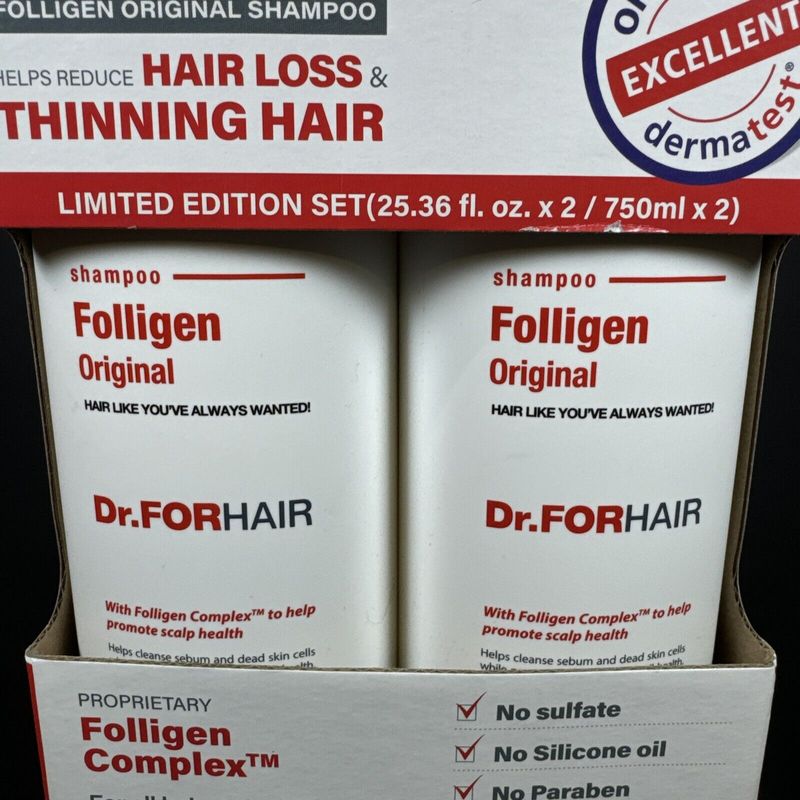 FOLLIGEN ORIGINAL SHAMPOO
HELPS REDUCE HAIR LOSS &
THINNING HAIR
EXCELLENT
dermatest®
LIMITED EDITION SET(25.36 fl. oz. x 2 / 750ml x 2)
shampoo
Folligen
Original
HAIR LIKE YOU'VE ALWAYS WANTED!
Dr.FORHAIR
With Folligen Complex™ to help
promote scalp health
Helps cleanse sebum and dead skin cells
shampoo
Folligen
Original
HAIR LIKE YOU'VE ALWAYS WANTED!
Dr.FORHAIR
With Folligen Complex™ to help
promote scalp health
Helps cleanse sebum and dead skin cells
PROPRIETARY
Folligen
Complex™
No sulfate
No Silicone oil
No Paraben